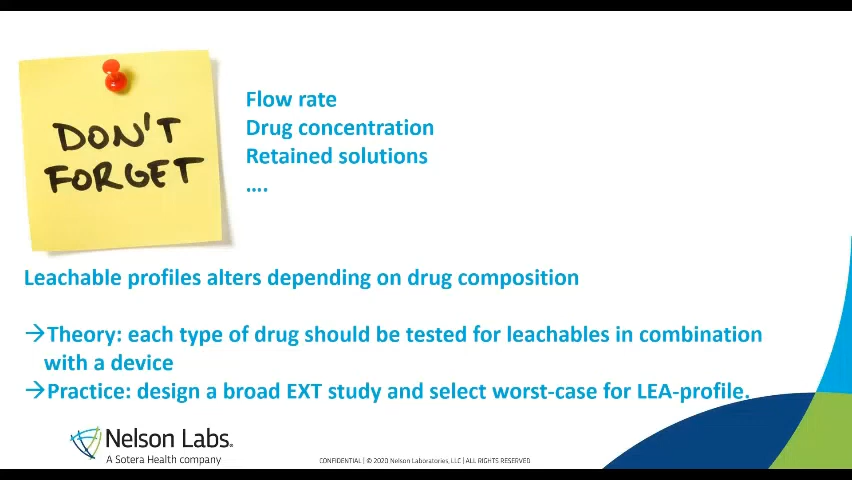 DON'T
FORGET
Flow rate
Drug concentration
Retained solutions
....
Leachable profiles alters depending on drug composition
→Theory: each type of drug should be tested for leachables in combination
with a device
→Practice: design a broad EXT study and select worst-case for LEA-profile.
Nelson Labs.
A Sotera Health company
CONFIDENTIAL | © 2020 Nelson Laboratories, LLC | ALL RIGHTS RESERVED